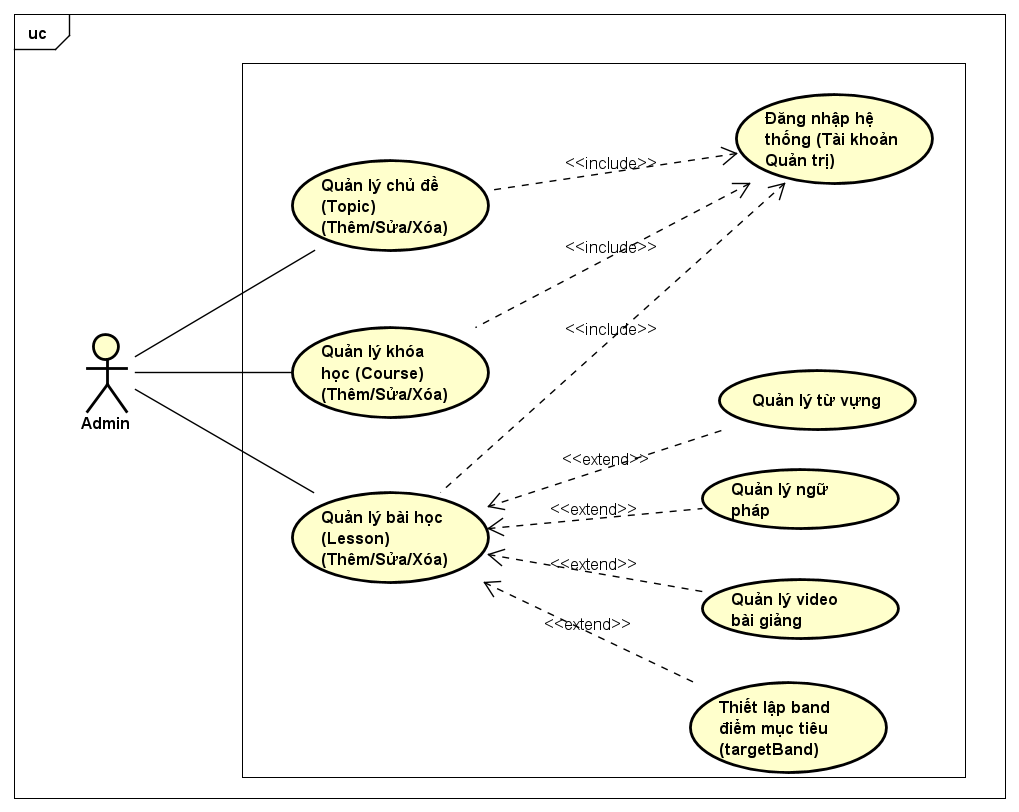 uc
Đăng nhập hệ
thống (Tài khoản
Quản trị)
<<include>>
Quản lý chủ đề
(Topic)
(Thêm/Sửa/Xóa)
<<include>>
<<include>>
Quản lý khóa
học (Course)
(Thêm/Sửa/Xóa)
Admin
Quản lý từ vựng
<<extend>>
Quản lý bài học
(Lesson)
(Thêm/Sửa/Xóa)
<<extend>>
Quản lý ngữ
pháp
<<extend>>
Quản lý video
bài giảng
<<extend>>
Thiết lập band
điểm mục tiêu
(targetBand)